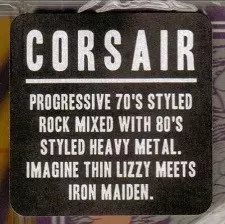 CORSAIR
PROGRESSIVE 70'S STYLED
ROCK MIXED WITH 80'S
STYLED HEAVY METAL.
IMAGINE THIN LIZZY MEETS
IRON MAIDEN.